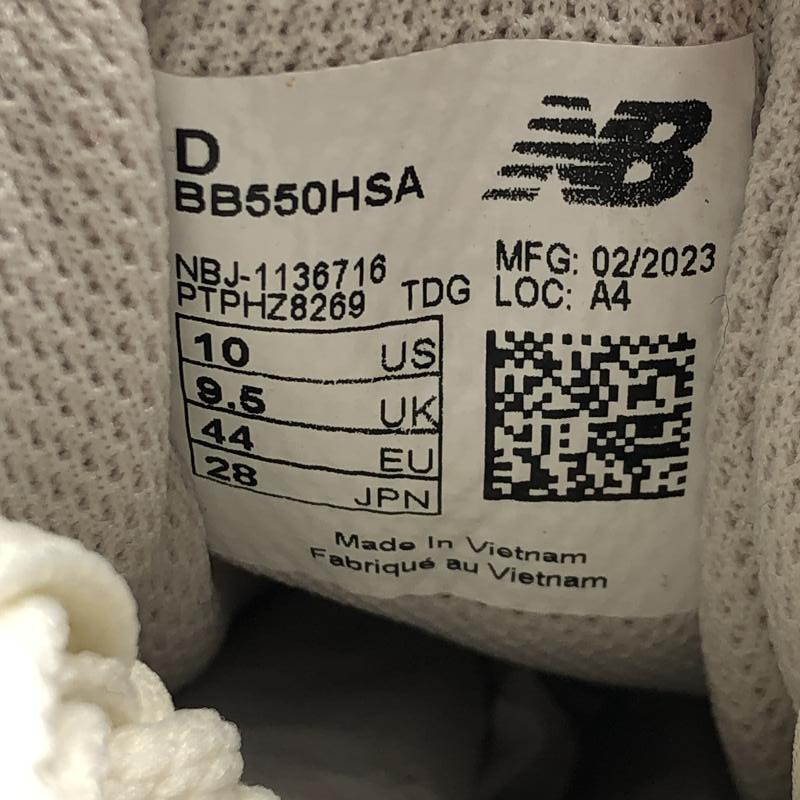 D
BB550HSA
NB
NBJ-1136716
PTPHZ8269 TDG
MFG: 02/2023
LOC: A4
10 US
9.5 UK
44 EU
28 JPN
Made In Vietnam
Fabriqué au Vietnam